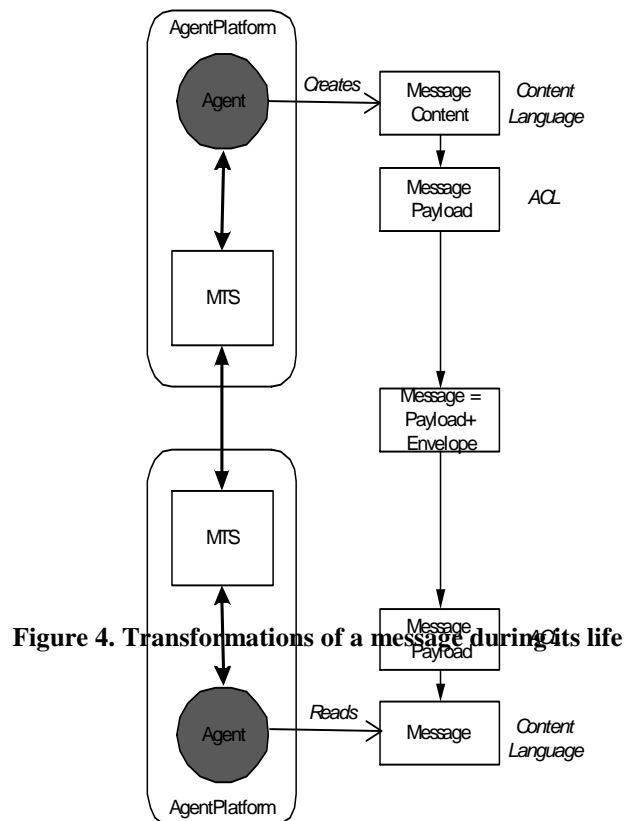 AgentPlatform
Agent
Creates
Message
Content
Content
Language
Message
Payload
ACL
MTS
Message =
Payload+
Envelope
MTS
Message
Payload
ACL
Figure 4. Transformations of a message during its life
Agent
Reads
Message
Content
Language
AgentPlatform